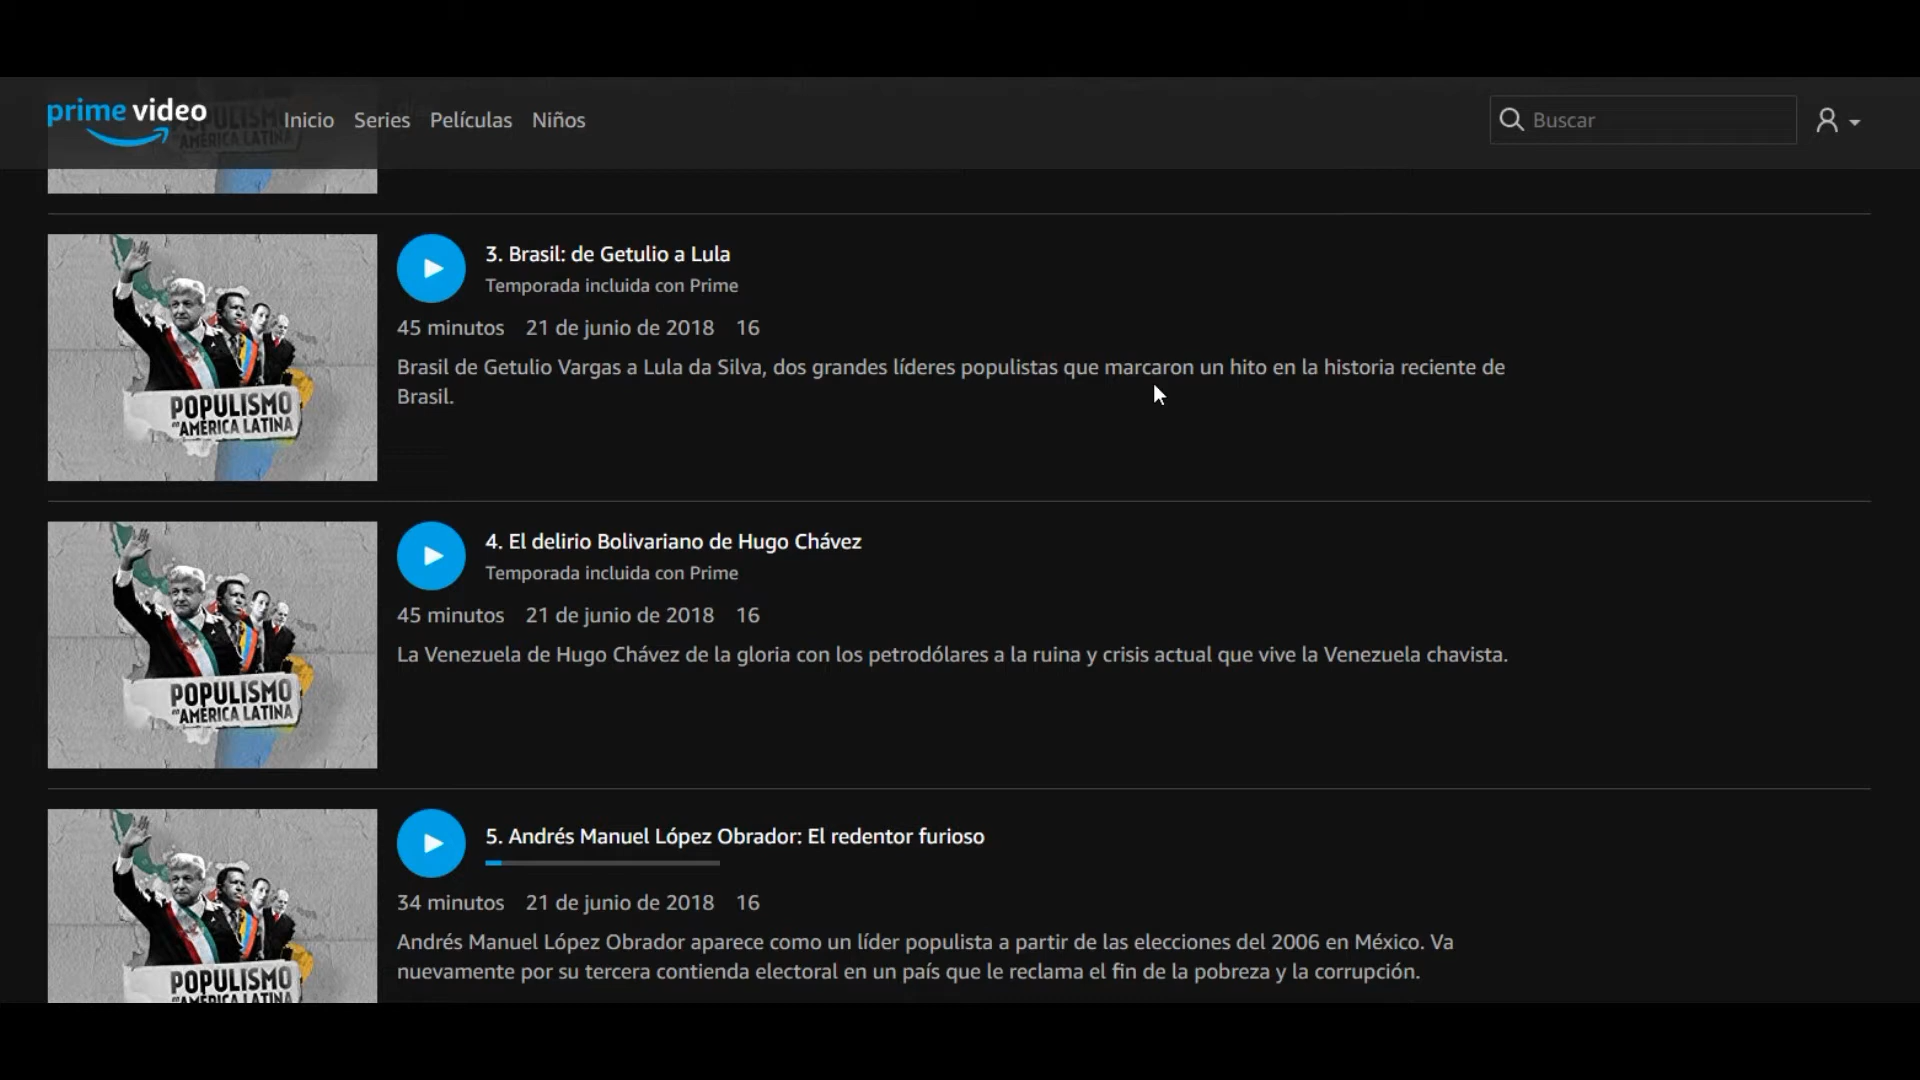 prime video
Inicio Series Películas Niños
Buscar
3. Brasil: de Getulio a Lula
Temporada incluida con Prime
45 minutos 21 de junio de 2018 16
Brasil de Getulio Vargas a Lula da Silva, dos grandes líderes populistas que marcaron un hito en la historia reciente de
Brasil.
POPULISMO
en AMÉRICA LATINA
4. El delirio Bolivariano de Hugo Chávez
Temporada incluida con Prime
45 minutos 21 de junio de 2018 16
La Venezuela de Hugo Chávez de la gloria con los petrodólares a la ruina y crisis actual que vive la Venezuela chavista.
POPULISMO
en AMÉRICA LATINA
5. Andrés Manuel López Obrador: El redentor furioso
34 minutos 21 de junio de 2018 16
Andrés Manuel López Obrador aparece como un líder populista a partir de las elecciones del 2006 en México. Va
nuevamente por su tercera contienda electoral en un país que le reclama el fin de la pobreza y la corrupción.
POPULISMO
en AMÉRICA LATINA